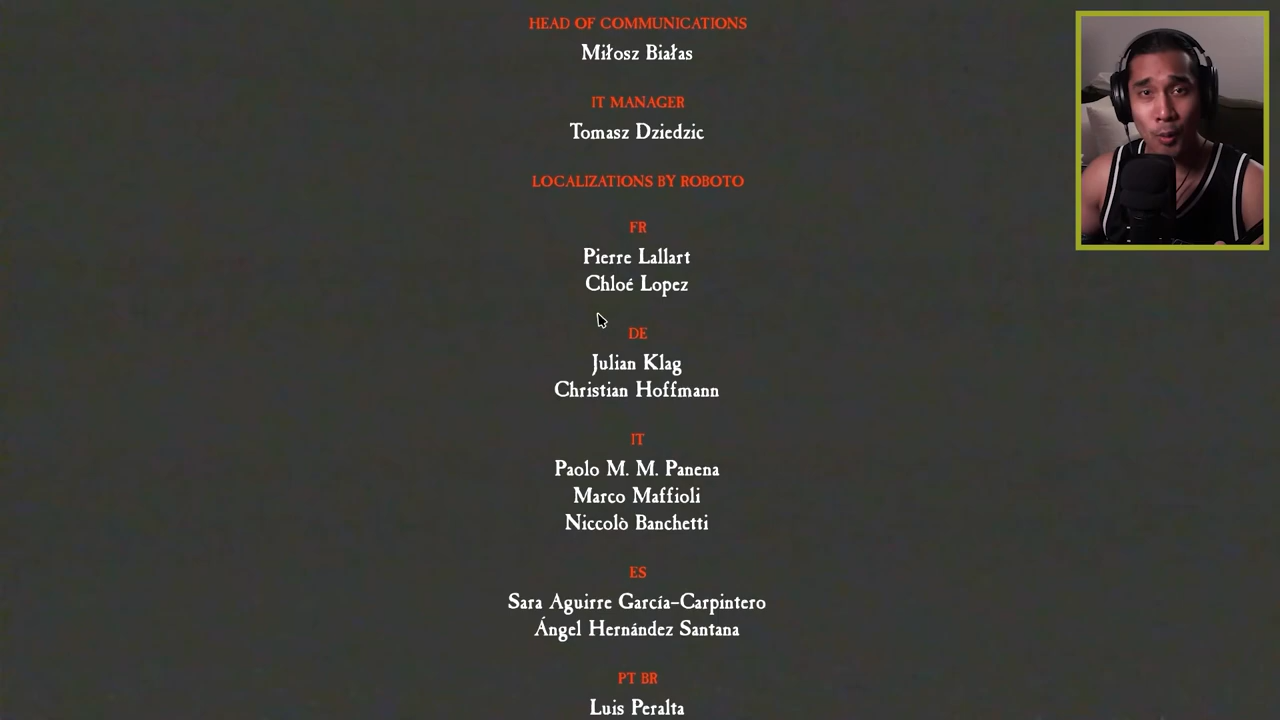 HEAD OF COMMUNICATIONS
Miłosz Białas
IT MANAGER
Tomasz Dziedzic
LOCALIZATIONS BY ROBOTO
FR
Pierre Lallart
Chloé Lopez
DE
Julian Klag
Christian Hoffmann
IT
Paolo M. M. Panena
Marco Maffioli
Niccolò Banchetti
ES
Sara Aguirre García-Carpintero
Ángel Hernández Santana
PT BR
Luis Peralta